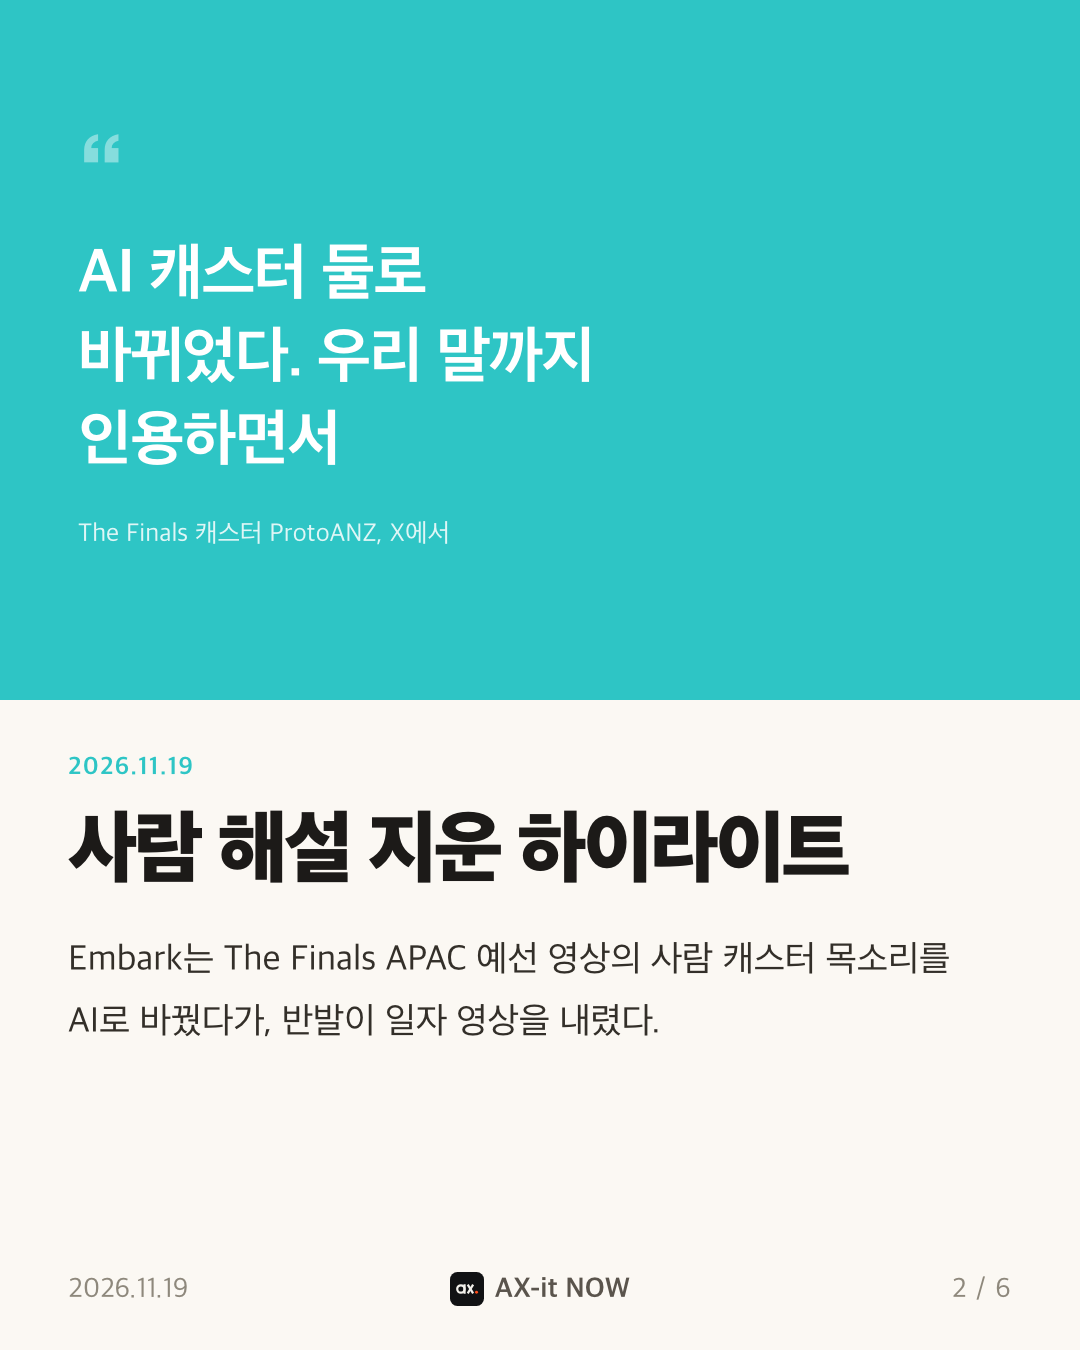 “
AI 캐스터 둘로
바뀌었다. 우리 말까지
인용하면서
The Finals 캐스터 ProtoANZ, X에서
2026.11.19
사람 해설 지운 하이라이트
Embark는 The Finals APAC 예선 영상의 사람 캐스터 목소리를
AI로 바꿨다가, 반발이 일자 영상을 내렸다.
2026.11.19
ax. AX-it NOW
2 / 6